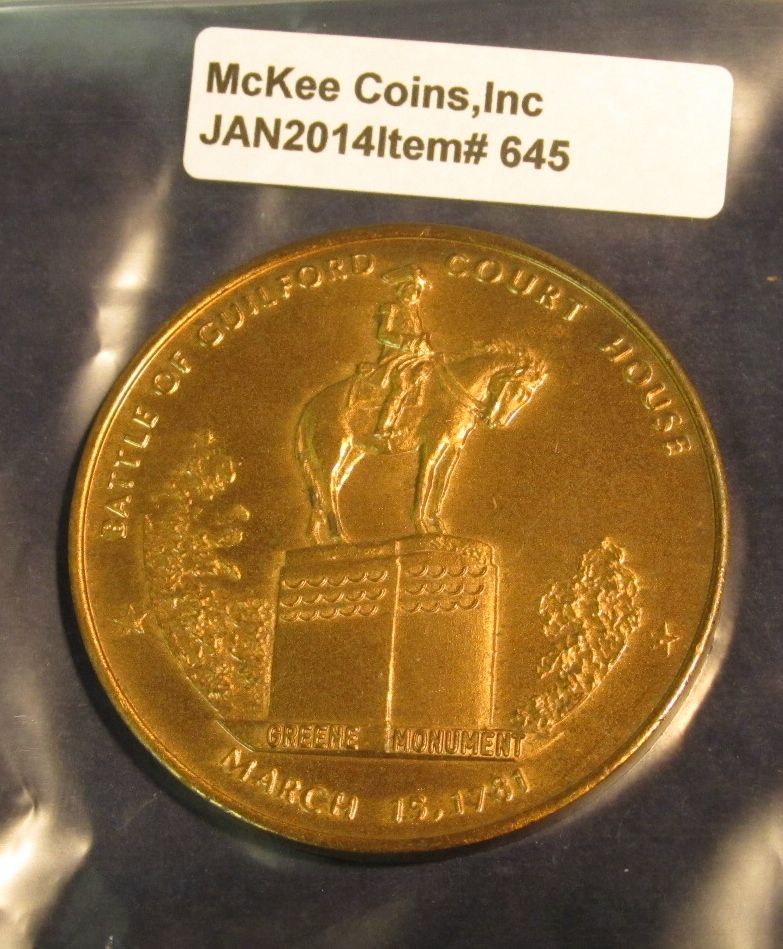 McKee Coins,Inc
JAN2014Item# 645
BATTLE OF GUILFORD COURT HOUSE
GREENE MONUMENT
MARCH 15, 1781